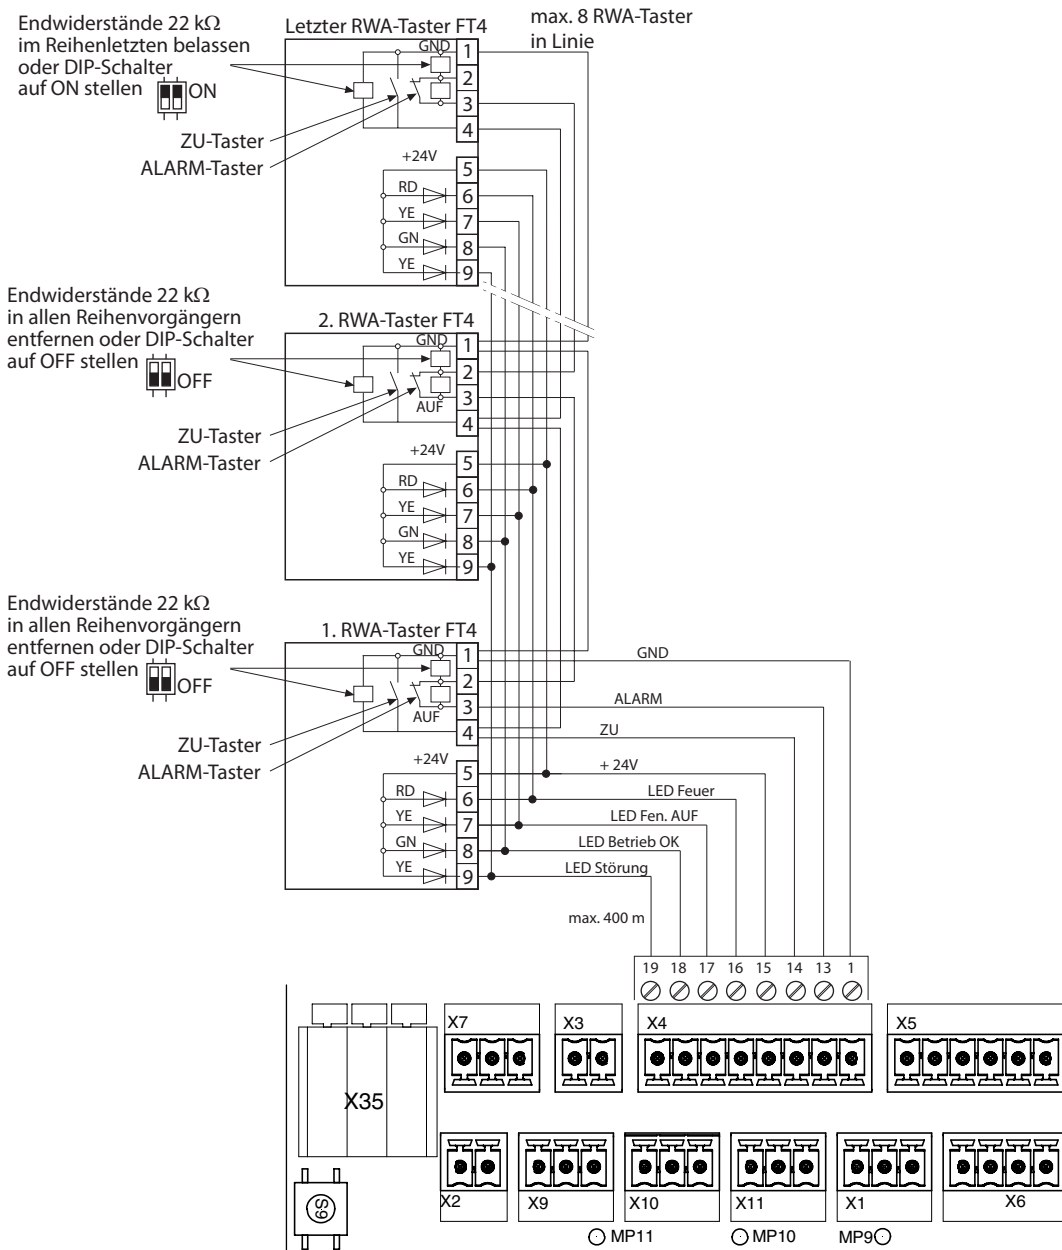 Endwiderstände 22 kΩ
im Reihenletzten belassen
oder DIP-Schalter
auf ON stellen
ON
ZU-Taster
ALARM-Taster
Letzter RWA-Taster FT4
max. 8 RWA-Taster
in Linie
GND
1
2
3
4
+24V
5
RD
6
YE
7
GN
8
YE
9
Endwiderstände 22 kΩ
in allen Reihenvorgängern
entfernen oder DIP-Schalter
auf OFF stellen
OFF
ZU-Taster
ALARM-Taster
2. RWA-Taster FT4
GND
1
2
3
AUF
4
+24V
5
RD
6
YE
7
GN
8
YE
9
Endwiderstände 22 kΩ
in allen Reihenvorgängern
entfernen oder DIP-Schalter
auf OFF stellen
OFF
ZU-Taster
ALARM-Taster
1. RWA-Taster FT4
GND
1
2
3
AUF
4
+24V
5
RD
6
YE
7
GN
8
YE
9
GND
ALARM
ZU
+ 24V
LED Feuer
LED Fen. AUF
LED Betrieb OK
LED Störung
max. 400 m
19 18 17 16 15 14 13 1
X7 X3 X4 X5
X35
X2 X9 X10 X11 X1 X6
S9
MP11 MP10 MP9